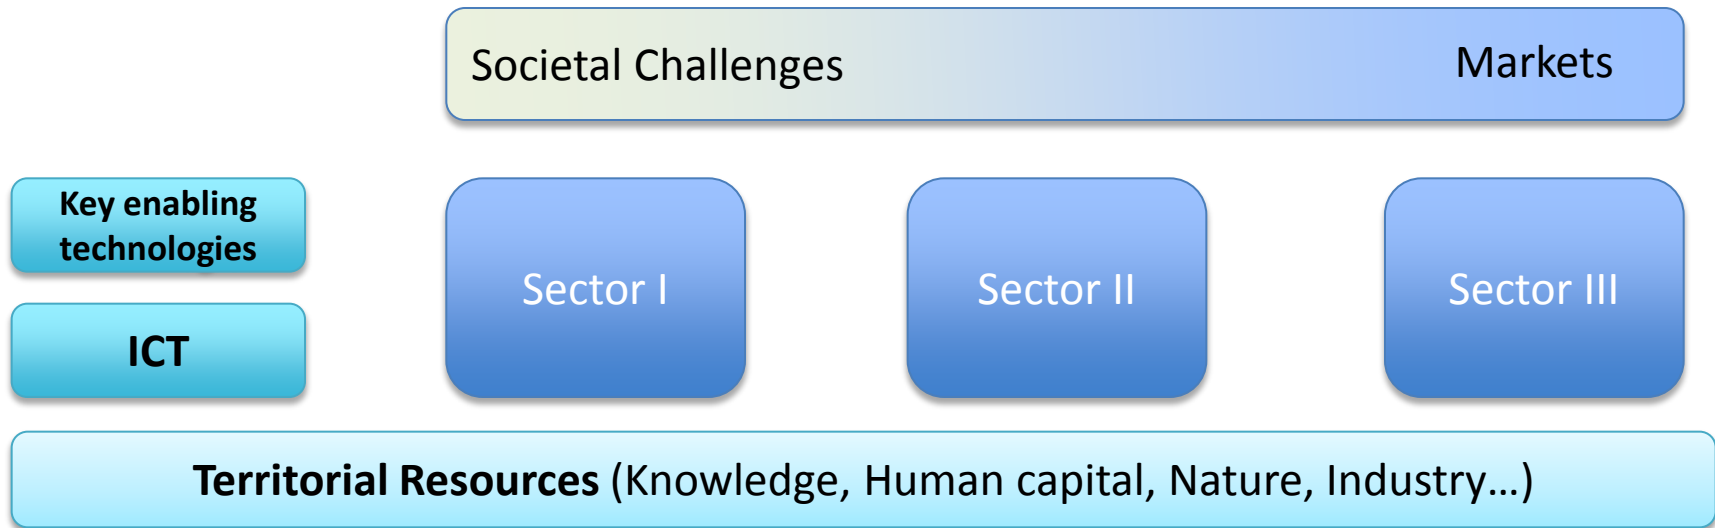 Societal Challenges
Markets
Key enabling
technologies
ICT
Sector I
Sector II
Sector III
Territorial Resources (Knowledge, Human capital, Nature, Industry…)